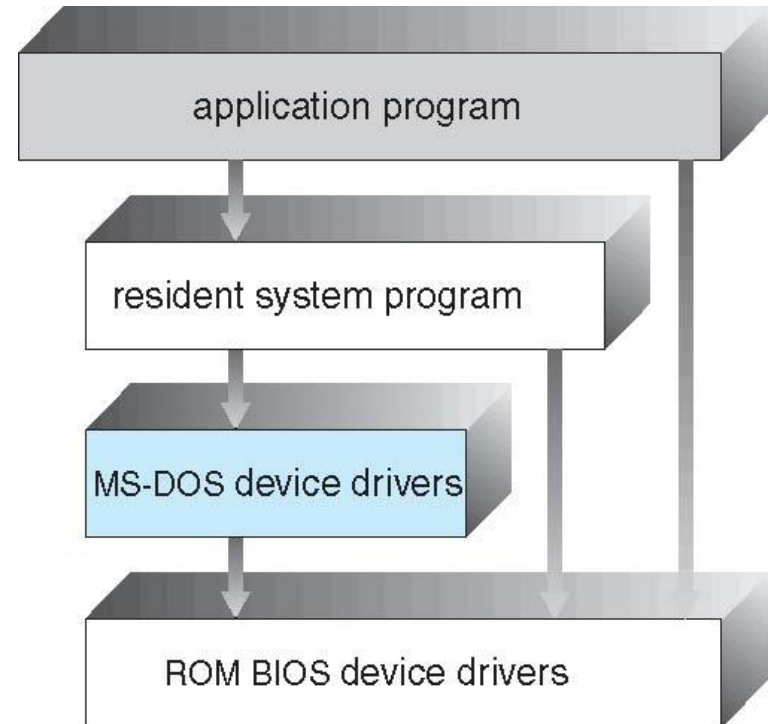 application program
resident system program
MS-DOS device drivers
ROM BIOS device drivers